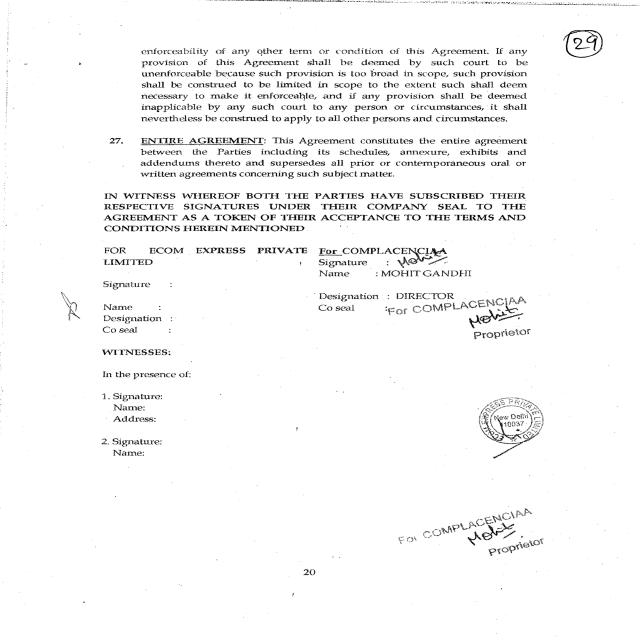 29
enforceability of any other term or condition of this Agreement. If any
provision of this Agreement shall be deemed by such court to be
unenforceable because such provision is too broad in scope, such provision
shall be construed to be limited in scope to the extent such shall deem
necessary to make it enforceable, and if any provision shall be deemed
inapplicable by any such court to any person or circumstances, it shall
nevertheless be construed to apply to all other persons and circumstances.
27. ENTIRE AGREEMENT: This Agreement constitutes the entire agreement
between the Parties including its schedules, annexure, exhibits and
addendums thereto and supersedes all prior or contemporaneous oral or
written agreements concerning such subject matter.
IN WITNESS WHEREOF BOTH THE PARTIES HAVE SUBSCRIBED THEIR
RESPECTIVE SIGNATURES UNDER THEIR COMPANY SEAL TO THE
AGREEMENT AS A TOKEN OF THEIR ACCEPTANCE TO THE TERMS AND
CONDITIONS HEREIN MENTIONED
FOR ECOM EXPRESS PRIVATE For COMPLACENCIAA
LIMITED Signature : Mohit
Name : MOHIT GANDHI
Signature :
Designation : DIRECTOR
Name : Co seal : For COMPLACENCIAA
Designation : Mohit
Co seal : Proprietor
WITNESSES:
In the presence of:
1. Signature:
Name:
Address:
ECOM EXPRESS PRIVATE LIMITED
New Delhi
110037
2. Signature:
Name:
For COMPLACENCIAA
Mohit
Proprietor
20